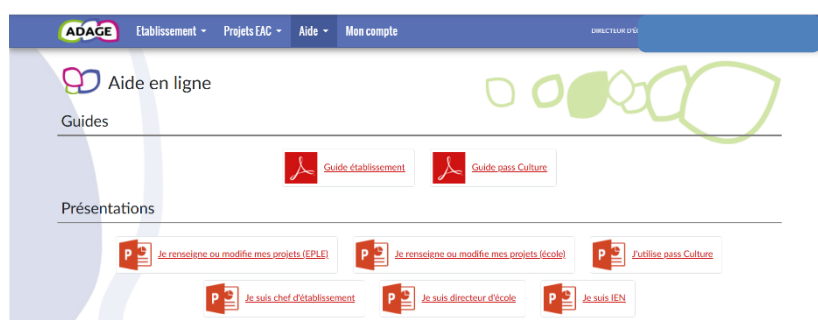 ADAGE Etablissement Projets EAC Aide Mon compte DIRECTEUR D'É
Aide en ligne
Guides
Guide établissement Guide pass Culture
Présentations
Je renseigne ou modifie mes projets (EPLE) Je renseigne ou modifie mes projets (école) J'utilise pass Culture
Je suis chef d'établissement Je suis directeur d'école Je suis IEN